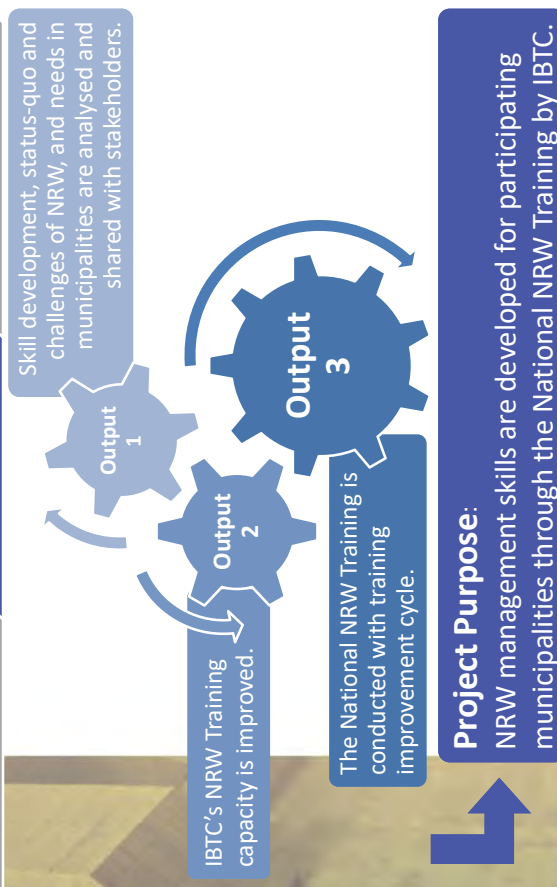 Skill development, status-quo and
challenges of NRW, and needs in
municipalities are analysed and
shared with stakeholders.
Output
1
Output
2
IBTC's NRW Training
capacity is improved.
Output
3
The National NRW Training is
conducted with training
improvement cycle.
Project Purpose:
NRW management skills are developed for participating
municipalities through the National NRW Training by IBTC.